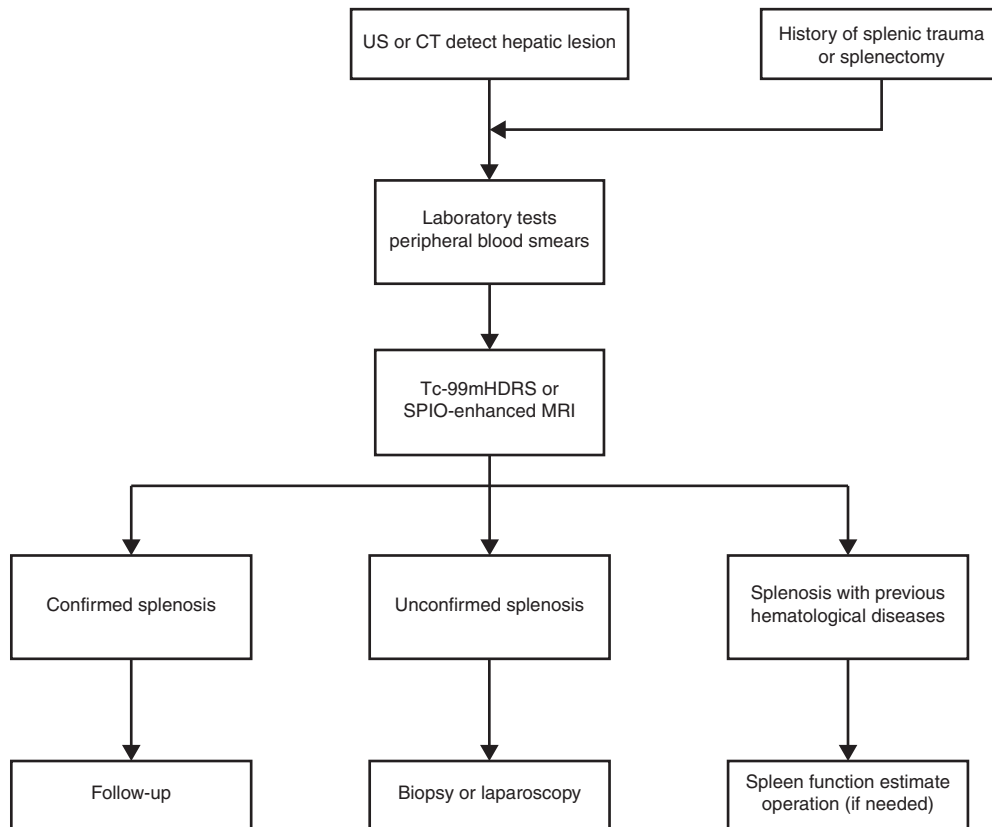 US or CT detect hepatic lesion
History of splenic trauma
or splenectomy
Laboratory tests
peripheral blood smears
Tc-99mHDRS or
SPIO-enhanced MRI
Confirmed splenosis
Unconfirmed splenosis
Splenosis with previous
hematological diseases
Follow-up
Biopsy or laparoscopy
Spleen function estimate
operation (if needed)